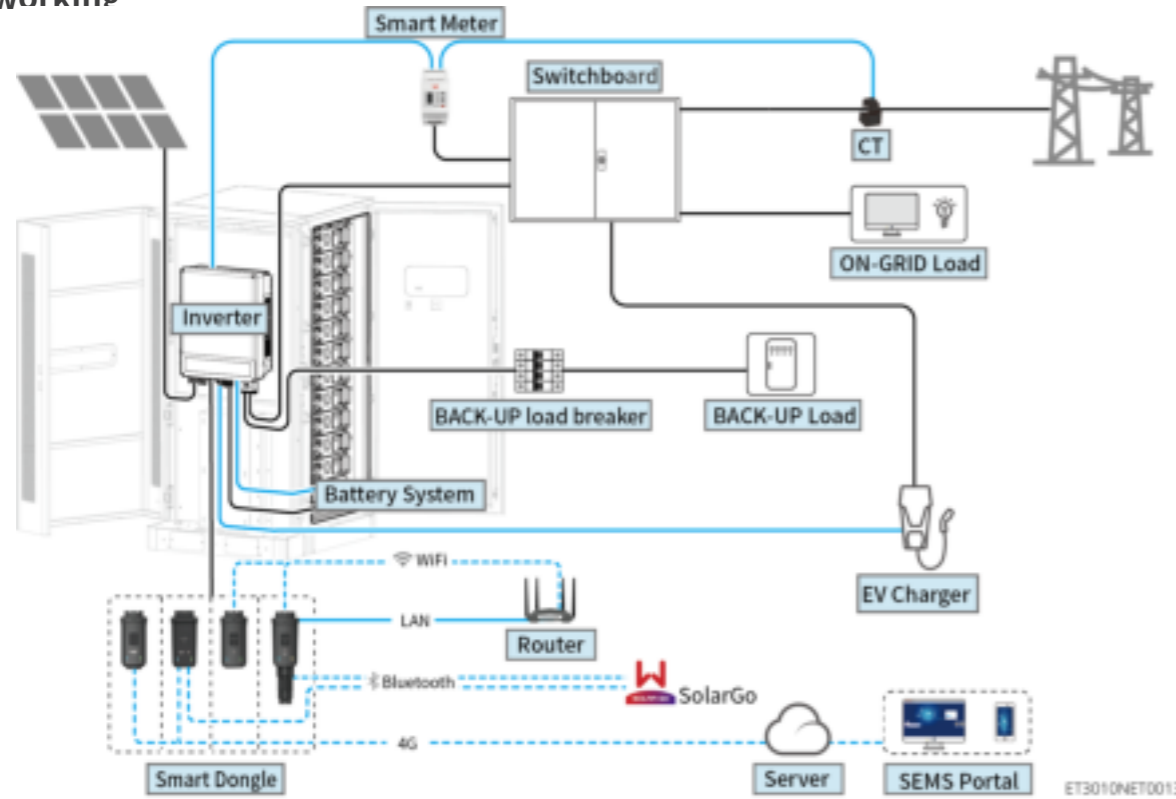 Smart Meter
Switchboard
CT
ON-GRID Load
Inverter
BACK-UP load breaker
BACK-UP Load
Battery System
WiFi
EV Charger
LAN
Router
Bluetooth
SolarGo
4G
Smart Dongle
Server
SEMS Portal
ET3010NET0013